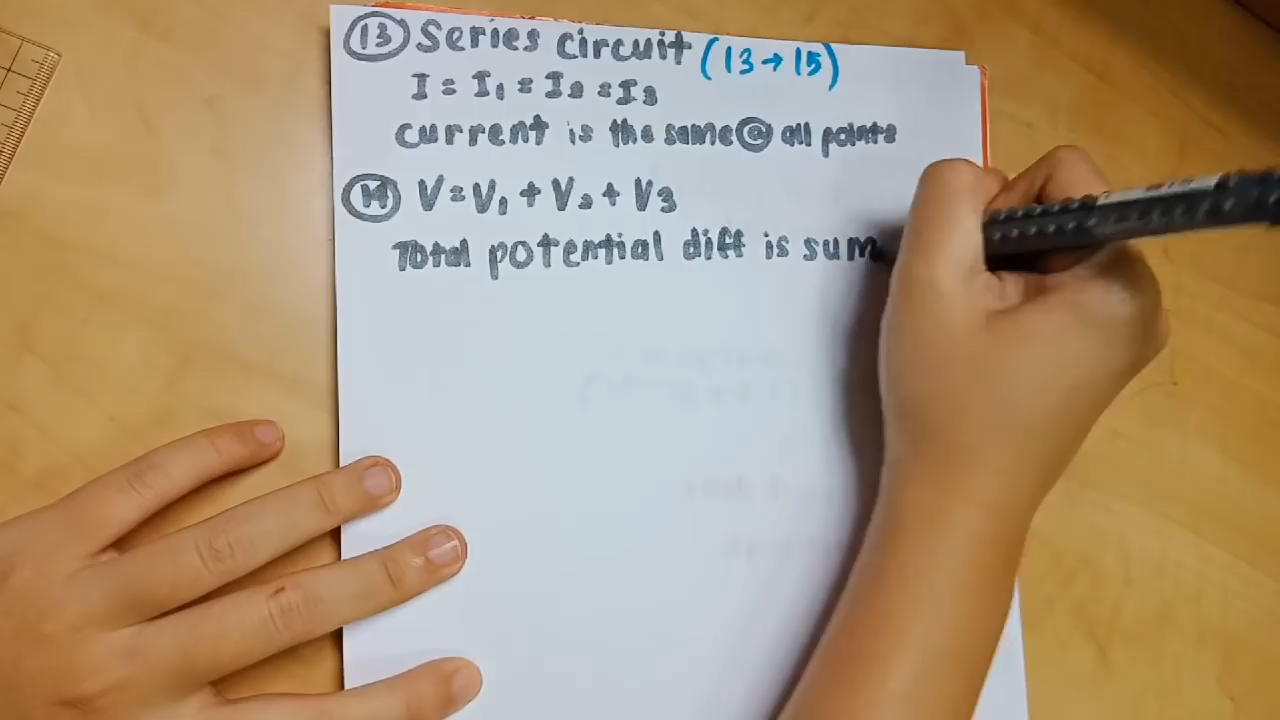 13 Series circuit (13→15)
I = I₁ = I₂ = I₃
current is the same @ all points
14 V = V₁ + V₂ + V3
Total potential diff is sum